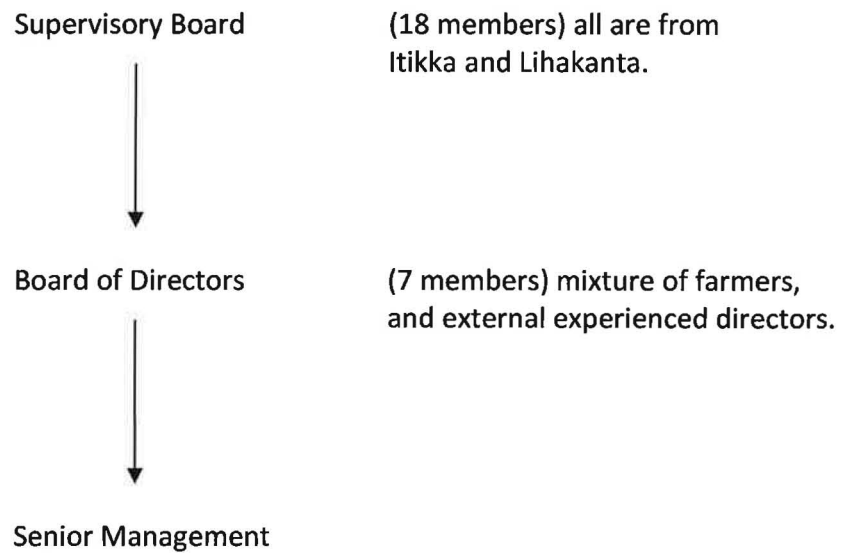 Supervisory Board
(18 members) all are from
Itikka and Lihakanta.
Board of Directors
(7 members) mixture of farmers,
and external experienced directors.
Senior Management